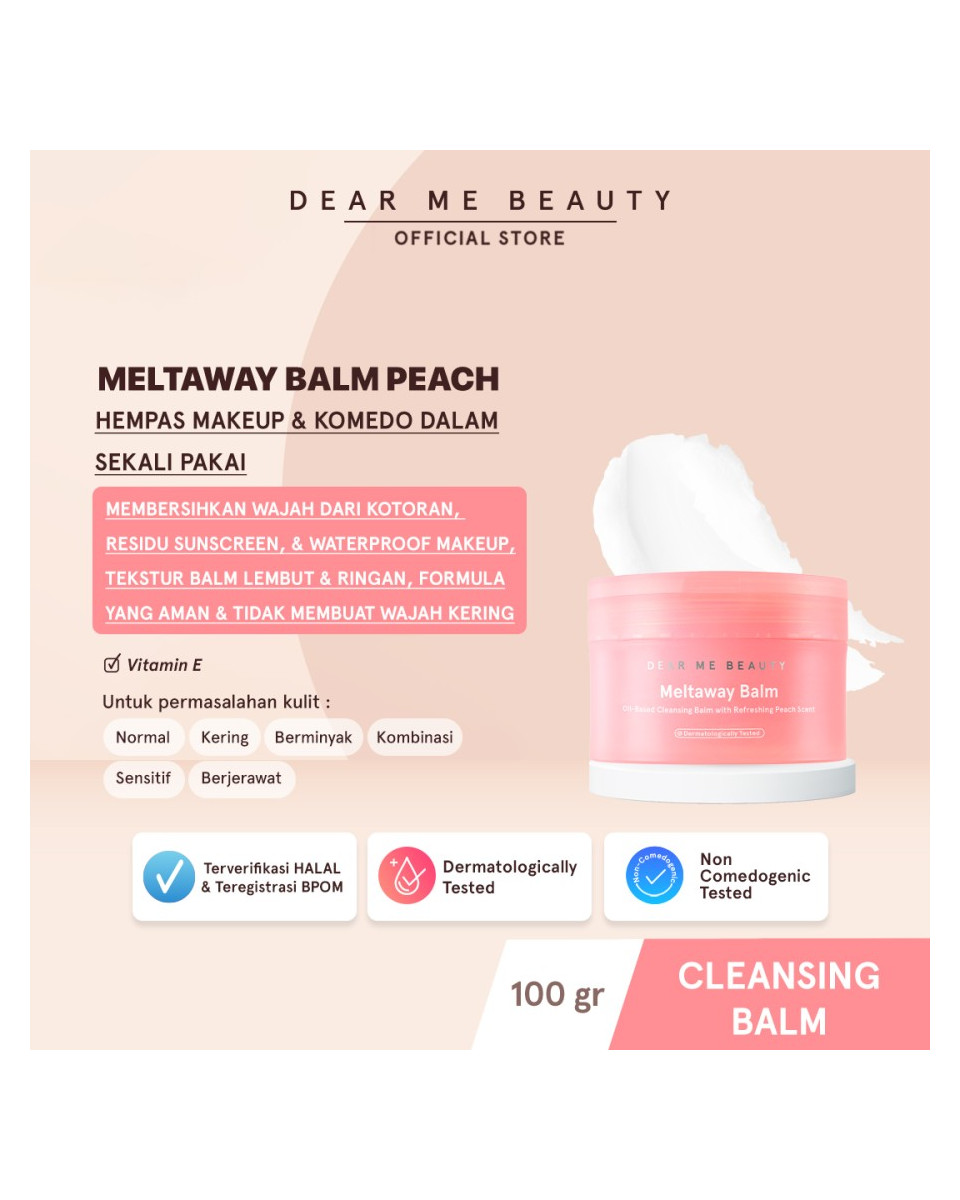 DEAR ME BEAUTY
OFFICIAL STORE
MELTAWAY BALM PEACH
HEMPAS MAKEUP & KOMEDO DALAM
SEKALI PAKAI
MEMBERSIHKAN WAJAH DARI KOTORAN,
RESIDU SUNSCREEN, & WATERPROOF MAKEUP,
TEKSTUR BALM LEMBUT & RINGAN, FORMULA
YANG AMAN & TIDAK MEMBUAT WAJAH KERING
Vitamin E
Untuk permasalahan kulit :
Normal Kering Berminyak Kombinasi
Sensitif Berjerawat
DEAR ME BEAUTY
Meltaway Balm
Oil-Based Cleansing Balm with Refreshing Peach Scent
Dermatologically Tested
Terverifikasi HALAL
& Teregistrasi BPOM
Dermatologically
Tested
Non-Comedogenic
Non
Comedogenic
Tested
100 gr
CLEANSING
BALM